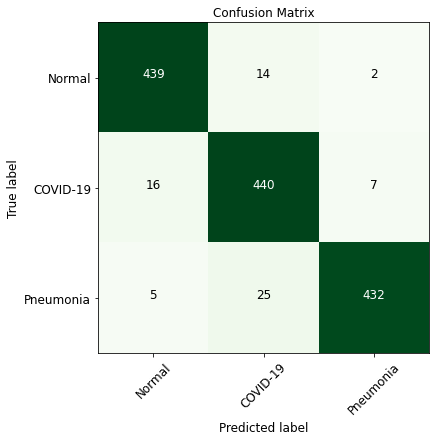 Confusion Matrix
True label
Normal
439 14 2
COVID-19
16 440 7
Pneumonia
5 25 432
Normal
COVID-19
Pneumonia
Predicted label